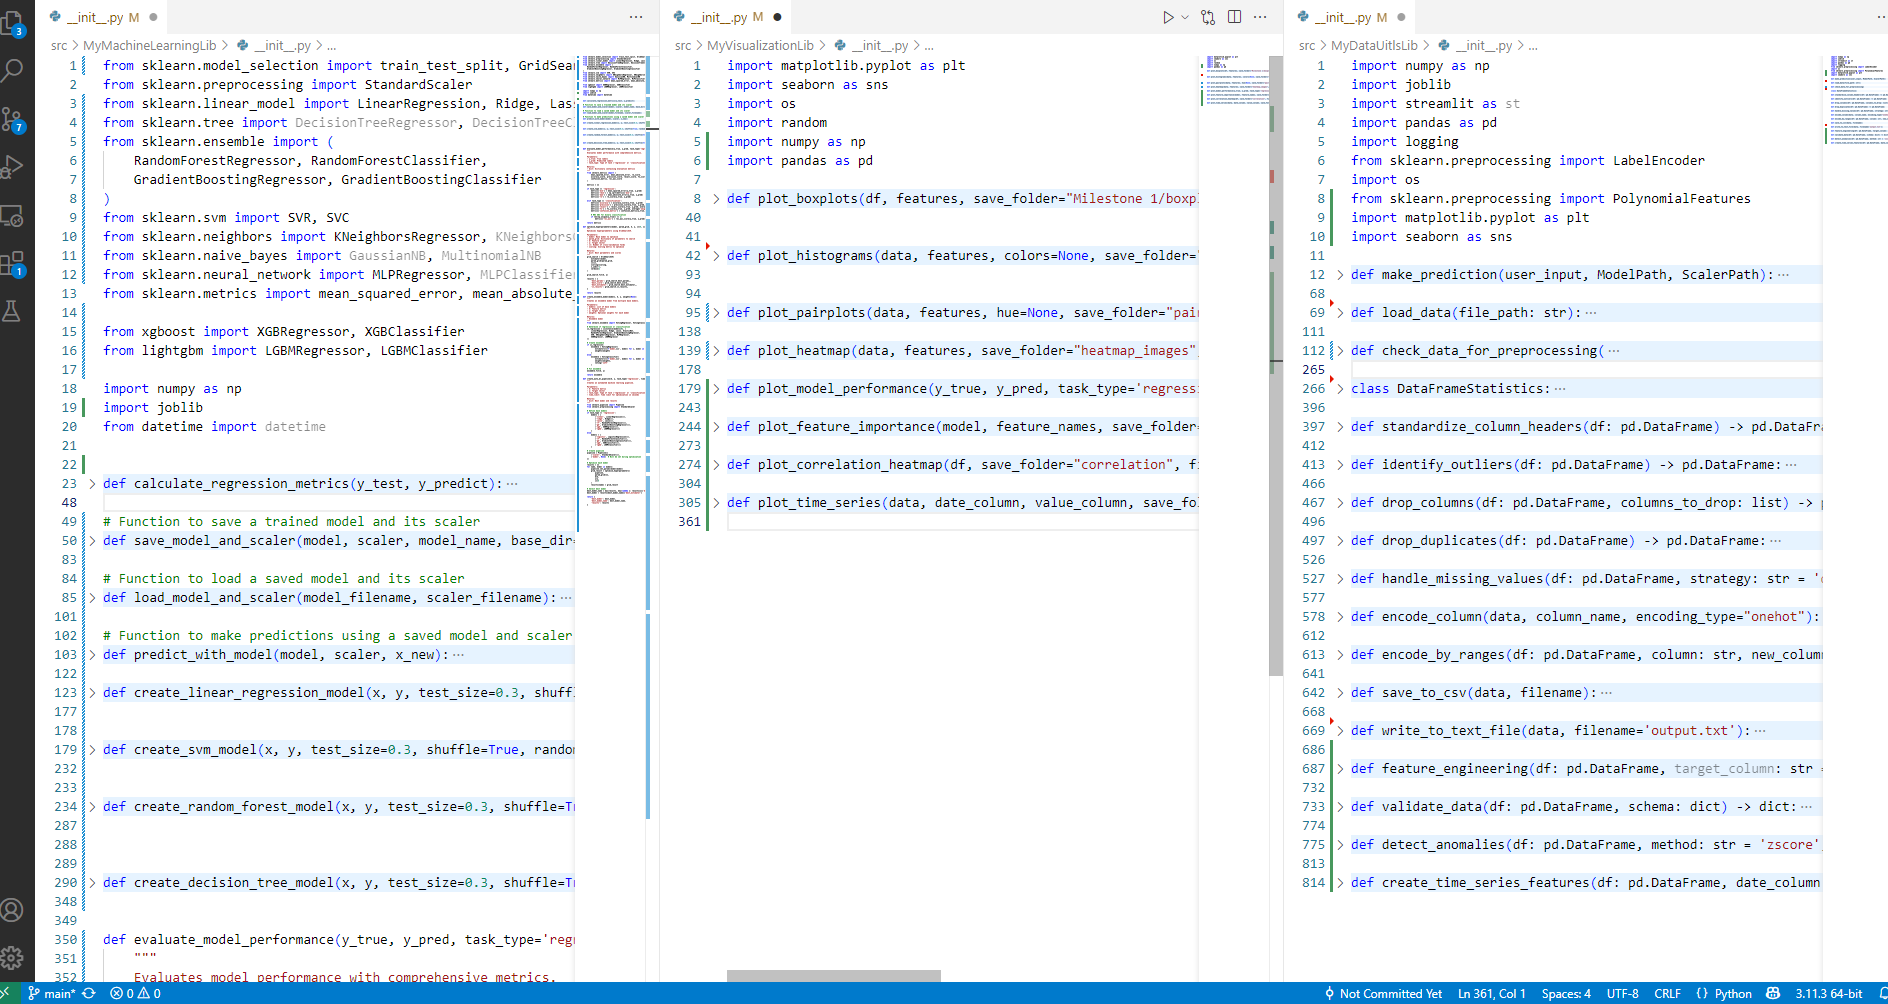 __init__.py M
src > MyMachineLearningLib > __init__.py > ...
1 from sklearn.model_selection import train_test_split, GridSear
2 from sklearn.preprocessing import StandardScaler
3 from sklearn.linear_model import LinearRegression, Ridge, Las
4 from sklearn.tree import DecisionTreeRegressor, DecisionTreeC
5 from sklearn.ensemble import (
6 RandomForestRegressor, RandomForestClassifier,
7 GradientBoostingRegressor, GradientBoostingClassifier
8 )
9 from sklearn.svm import SVR, SVC
10 from sklearn.neighbors import KNeighborsRegressor, KNeighbors
11 from sklearn.naive_bayes import GaussianNB, MultinomialNB
12 from sklearn.neural_network import MLPRegressor, MLPClassifier
13 from sklearn.metrics import mean_squared_error, mean_absolute_
14
15 from xgboost import XGBRegressor, XGBClassifier
16 from lightgbm import LGBMRegressor, LGBMClassifier
17
18 import numpy as np
19 import joblib
20 from datetime import datetime
21
22
23 def calculate_regression_metrics(y_test, y_predict): ...
48
49 # Function to save a trained model and its scaler
50 def save_model_and_scaler(model, scaler, model_name, base_dir=
83
84 # Function to load a saved model and its scaler
85 def load_model_and_scaler(model_filename, scaler_filename): ...
101
102 # Function to make predictions using a saved model and scaler
103 def predict_with_model(model, scaler, x_new): ...
122
123 def create_linear_regression_model(x, y, test_size=0.3, shuff
177
178
179 def create_svm_model(x, y, test_size=0.3, shuffle=True, rando
232
233
234 def create_random_forest_model(x, y, test_size=0.3, shuffle=T
287
288
289
290 def create_decision_tree_model(x, y, test_size=0.3, shuffle=T
348
349
350 def evaluate_model_performance(y_true, y_pred, task_type='reg
351 """
352 Evaluates model performance with comprehensive metrics.
__init__.py M
src > MyVisualizationLib > __init__.py > ...
1 import matplotlib.pyplot as plt
2 import seaborn as sns
3 import os
4 import random
5 import numpy as np
6 import pandas as pd
7
8 def plot_boxplots(df, features, save_folder="Milestone 1/boxp
40
41
42 def plot_histograms(data, features, colors=None, save_folder="
93
94
95 def plot_pairplots(data, features, hue=None, save_folder="pai
138
139 def plot_heatmap(data, features, save_folder="heatmap_images",
178
179 def plot_model_performance(y_true, y_pred, task_type='regress
243
244 def plot_feature_importance(model, feature_names, save_folder=
273
274 def plot_correlation_heatmap(df, save_folder="correlation", f
304
305 def plot_time_series(data, date_column, value_column, save_fo
361
__init__.py M
src > MyDataUitlsLib > __init__.py > ...
1 import numpy as np
2 import joblib
3 import streamlit as st
4 import pandas as pd
5 import logging
6 from sklearn.preprocessing import LabelEncoder
7 import os
8 from sklearn.preprocessing import PolynomialFeatures
9 import matplotlib.pyplot as plt
10 import seaborn as sns
11
12 def make_prediction(user_input, ModelPath, ScalerPath): ...
68
69 def load_data(file_path: str): ...
111
112 def check_data_for_preprocessing( ...
265
266 class DataFrameStatistics: ...
396
397 def standardize_column_headers(df: pd.DataFrame) -> pd.DataFra
412
413 def identify_outliers(df: pd.DataFrame) -> pd.DataFrame: ...
466
467 def drop_columns(df: pd.DataFrame, columns_to_drop: list) -> p
496
497 def drop_duplicates(df: pd.DataFrame) -> pd.DataFrame: ...
526
527 def handle_missing_values(df: pd.DataFrame, strategy: str = '
577
578 def encode_column(data, column_name, encoding_type="onehot"):
612
613 def encode_by_ranges(df: pd.DataFrame, column: str, new_colum
641
642 def save_to_csv(data, filename): ...
668
669 def write_to_text_file(data, filename='output.txt'): ...
686
687 def feature_engineering(df: pd.DataFrame, target_column: str =
732
733 def validate_data(df: pd.DataFrame, schema: dict) -> dict: ...
774
775 def detect_anomalies(df: pd.DataFrame, method: str = 'zscore'
813
814 def create_time_series_features(df: pd.DataFrame, date_column
3
7
1
main* 0 0
Not Committed Yet Ln 361, Col 1 Spaces: 4 UTF-8 CRLF {} Python 3.11.3 64-bit